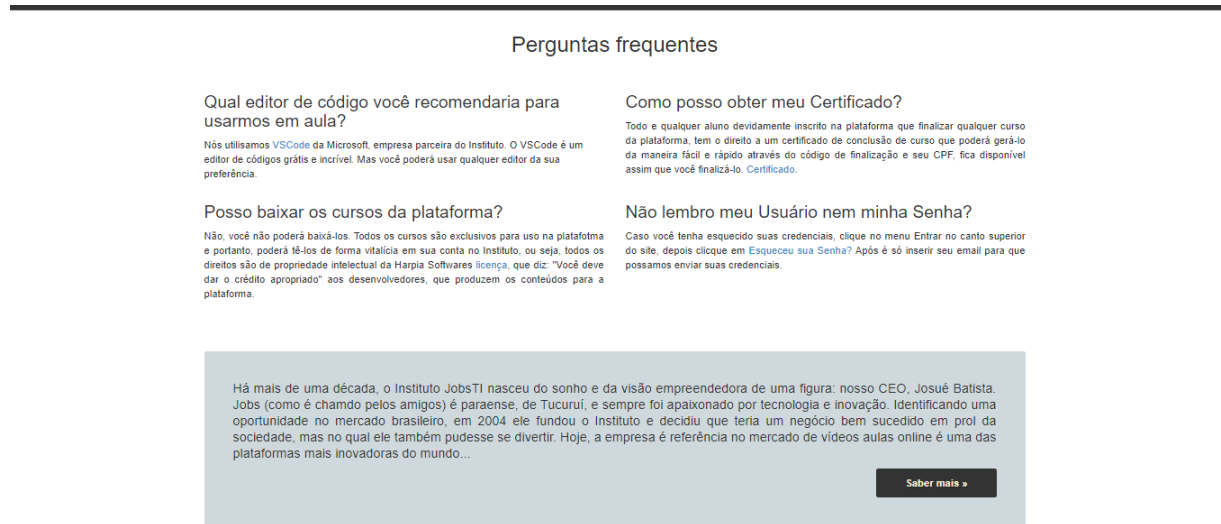 Perguntas frequentes
Qual editor de código você recomendaria para
usarmos em aula?
Nós utilisamos VSCode da Microsoft, empresa parceira do Instituto. O VSCode é um
editor de códigos grátis e incrível. Mas você poderá usar qualquer editor da sua
preferência.
Como posso obter meu Certificado?
Todo e qualquer aluno devidamente inscrito na plataforma que finalizar qualquer curso
da plataforma, tem o direito a um certificado de conclusão de curso que poderá gerá-lo
da maneira fácil e rápido através do código de finalização e seu CPF, fica disponível
assim que você finalizá-lo. Certificado.
Posso baixar os cursos da plataforma?
Não, você não poderá baixá-los. Todos os cursos são exclusivos para uso na platafotma
e portanto, poderá tê-los de forma vitalícia em sua conta no Instituto, ou seja, todos os
direitos são de propriedade intelectual da Harpia Softwares licença, que diz: "Você deve
dar o crédito apropriado" aos desenvolvedores, que produzem os conteúdos para a
plataforma.
Não lembro meu Usuário nem minha Senha?
Caso você tenha esquecido suas credenciais, clique no menu Entrar no canto superior
do site, depois clicque em Esqueceu sua Senha? Após é só inserir seu email para que
possamos enviar suas credenciais.
Há mais de uma década, o Instituto JobsTI nasceu do sonho e da visão empreendedora de uma figura: nosso CEO, Josué Batista.
Jobs (como é chamdo pelos amigos) é paraense, de Tucuruí, e sempre foi apaixonado por tecnologia e inovação. Identificando uma
oportunidade no mercado brasileiro, em 2004 ele fundou o Instituto e decidiu que teria um negócio bem sucedido em prol da
sociedade, mas no qual ele também pudesse se divertir. Hoje, a empresa é referência no mercado de vídeos aulas online é uma das
plataformas mais inovadoras do mundo...
Saber mais »